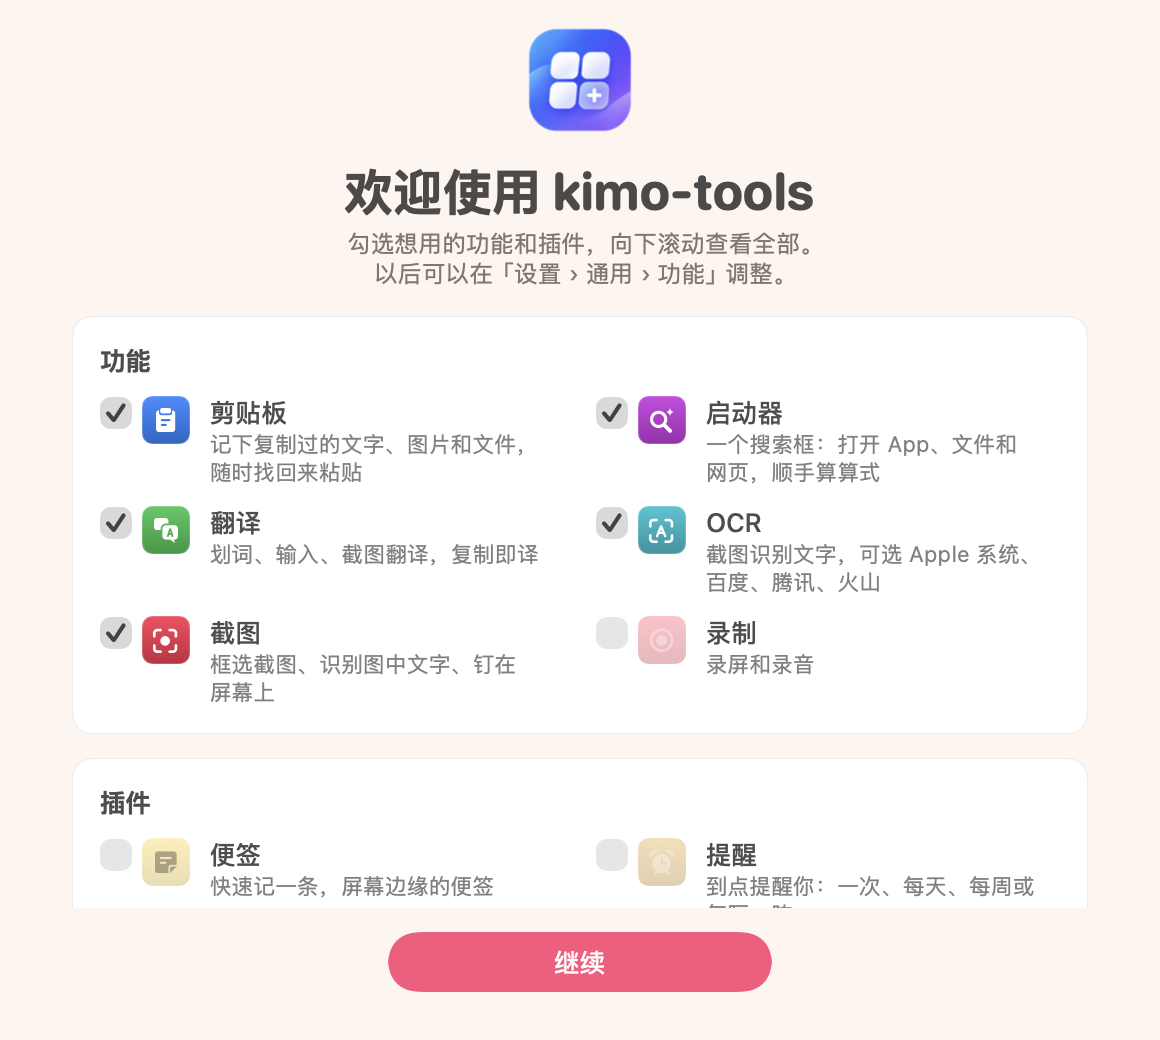 欢迎使用 kimo-tools
勾选想用的功能和插件，向下滚动查看全部。
以后可以在「设置 › 通用 › 功能」调整。
功能
剪贴板
记下复制过的文字、图片和文件，
随时找回来粘贴
启动器
一个搜索框：打开 App、文件和
网页，顺手算算式
翻译
划词、输入、截图翻译，复制即译
OCR
截图识别文字，可选 Apple 系统、
百度、腾讯、火山
截图
框选截图、识别图中文字、钉在
屏幕上
录制
录屏和录音
插件
便签
快速记一条，屏幕边缘的便签
提醒
到点提醒你：一次、每天、每周或
继续